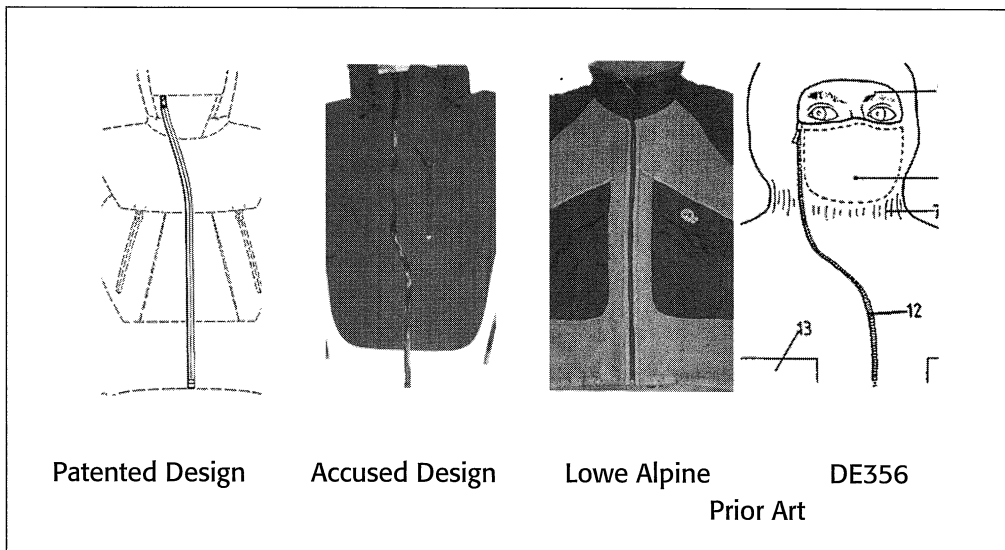 12
13
Patented Design
Accused Design
Lowe Alpine
DE356
Prior Art